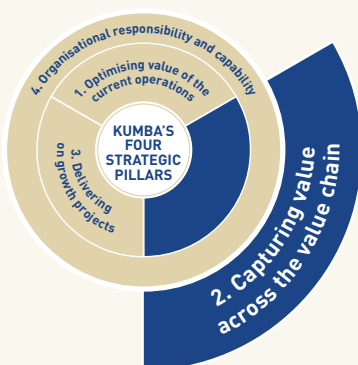 4. Organisational responsibility and capability
1. Optimising value of the
current operations
KUMBA'S
FOUR
STRATEGIC
PILLARS
3. Delivering
on growth projects
2. Capturing value
across the value chain